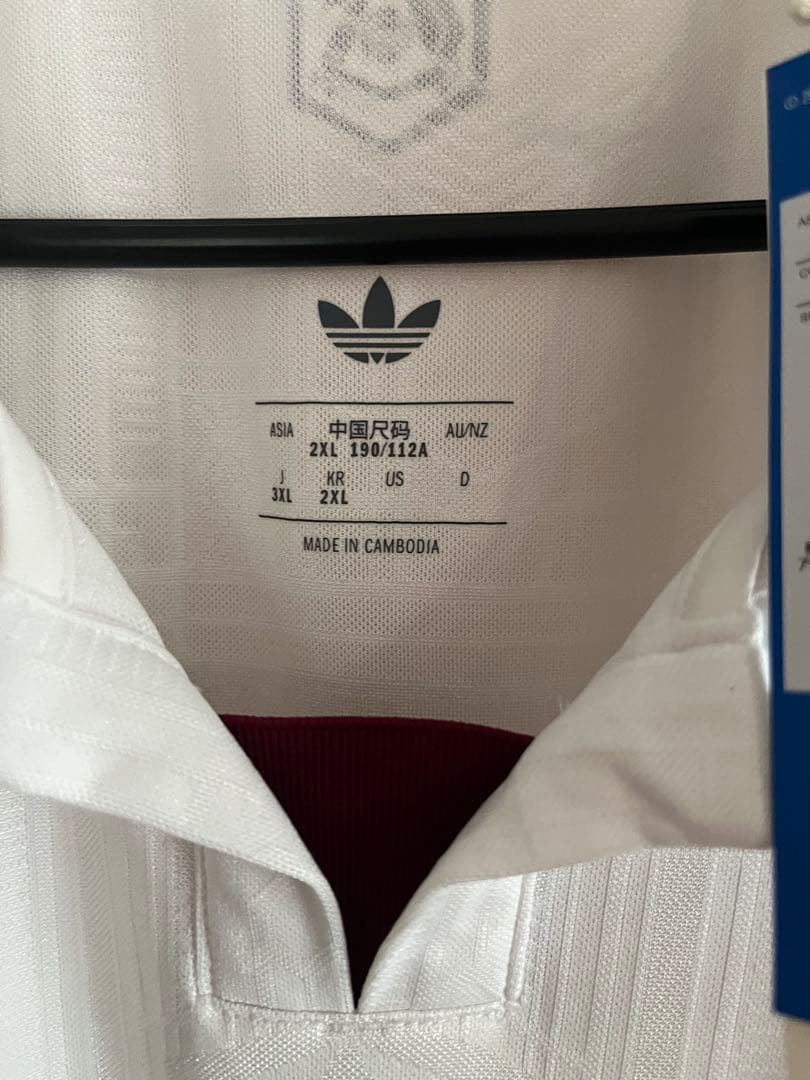 ASIA 中国尺码 AU/NZ
2XL 190/112A
J KR US D
3XL 2XL
MADE IN CAMBODIA